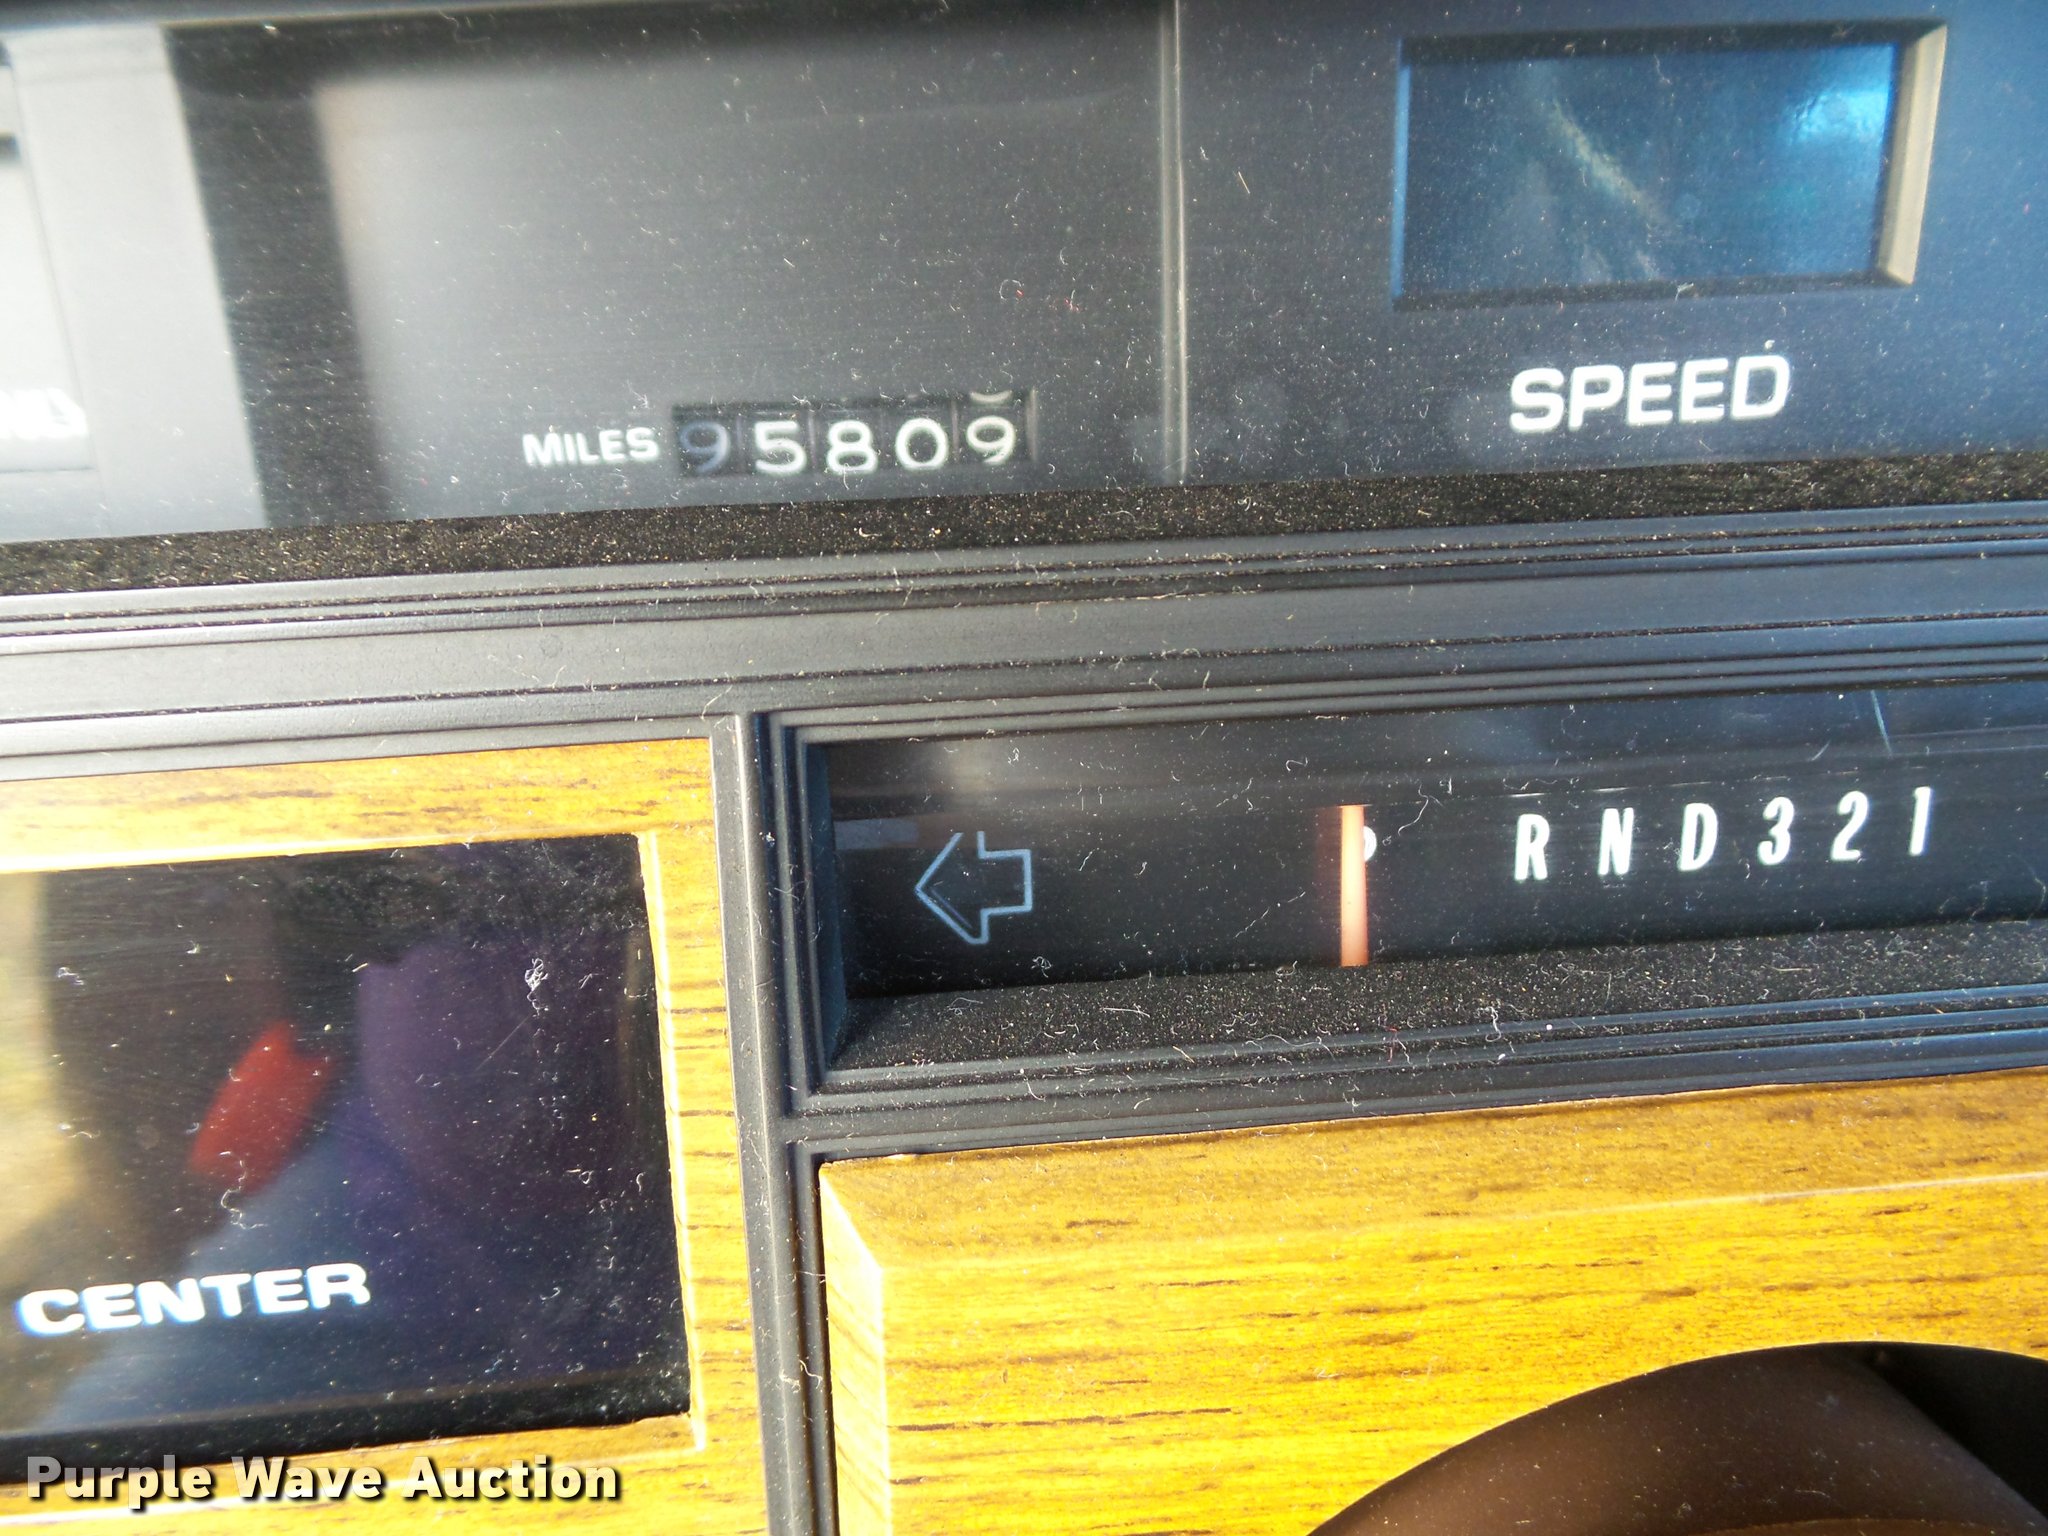 MILES 95809
SPEED
P R N D 3 2 1
CENTER
Purple Wave Auction